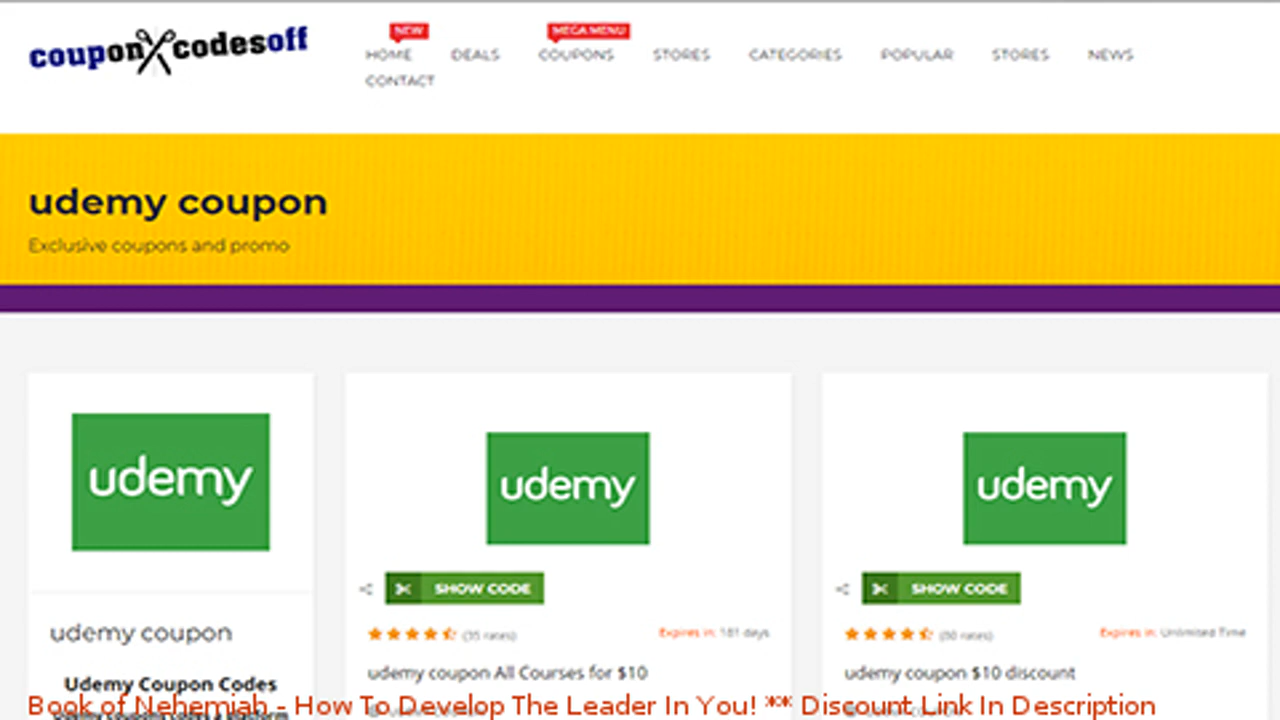 couponXcodesoff
NEW
MEGA MENU
HOME DEALS COUPONS STORES CATEGORIES POPULAR STORES NEWS
CONTACT
udemy coupon
Exclusive coupons and promo
udemy
udemy
udemy
SHOW CODE
SHOW CODE
(35 rates)
Expires in: 181 days
(80 rates)
Expires in: Unlimited Time
udemy coupon
udemy coupon All Courses for $10
udemy coupon $10 discount
Udemy Coupon Codes
Book of Nehemiah - How To Develop The Leader In You! ** Discount Link In Description